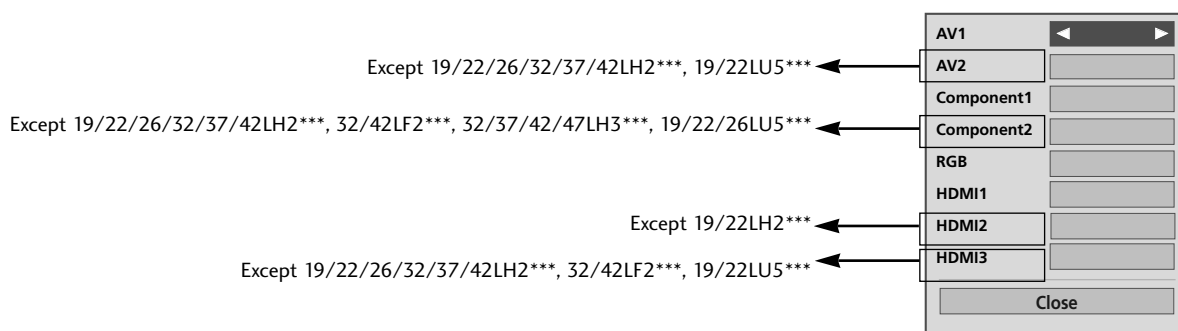 AV1
Except 19/22/26/32/37/42LH2***, 19/22LU5***
AV2
Component1
Except 19/22/26/32/37/42LH2***, 32/42LF2***, 32/37/42/47LH3***, 19/22/26LU5***
Component2
RGB
HDMI1
Except 19/22LH2***
HDMI2
Except 19/22/26/32/37/42LH2***, 32/42LF2***, 19/22LU5***
HDMI3
Close